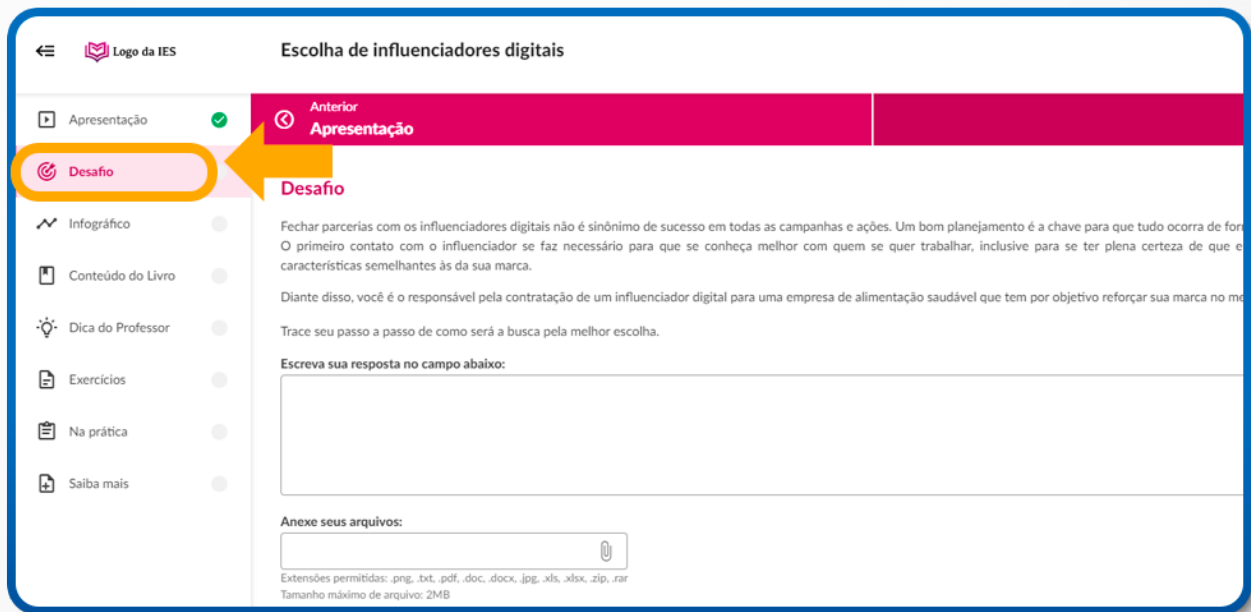 Logo da IES
Escolha de influenciadores digitais
Apresentação
Desafio
Infográfico
Conteúdo do Livro
Dica do Professor
Exercícios
Na prática
Saiba mais
Anterior
Apresentação
Desafio
Fechar parcerias com os influenciadores digitais não é sinônimo de sucesso em todas as campanhas e ações. Um bom planejamento é a chave para que tudo ocorra de
O primeiro contato com o influenciador se faz necessário para que se conheça melhor com quem se quer trabalhar, inclusive para se ter plena certeza de que
características semelhantes às da sua marca.
Diante disso, você é o responsável pela contratação de um influenciador digital para uma empresa de alimentação saudável que tem por objetivo reforçar sua marca no
Trace seu passo a passo de como será a busca pela melhor escolha.
Escreva sua resposta no campo abaixo:
Anexe seus arquivos:
Extensões permitidas: .png, .txt, .pdf, .doc, .docx, .jpg, .xls, .xlsx, .zip, .rar
Tamanho máximo de arquivo: 2MB